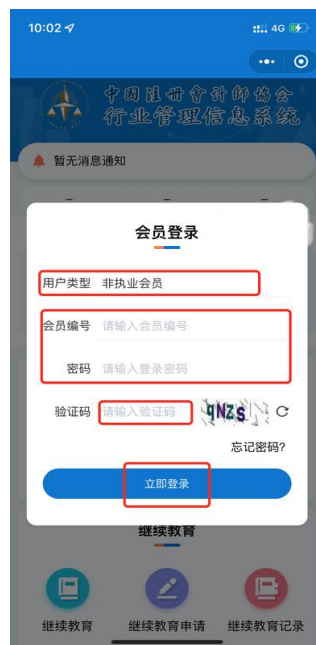 10:02 4G
中国注册会计师协会
行业管理信息系统
暂无消息通知
会员登录
用户类型 非执业会员
会员编号 请输入会员编号
密码 请输入登录密码
验证码 请输入验证码 qNZs
忘记密码?
立即登录
继续教育
继续教育 继续教育申请 继续教育记录